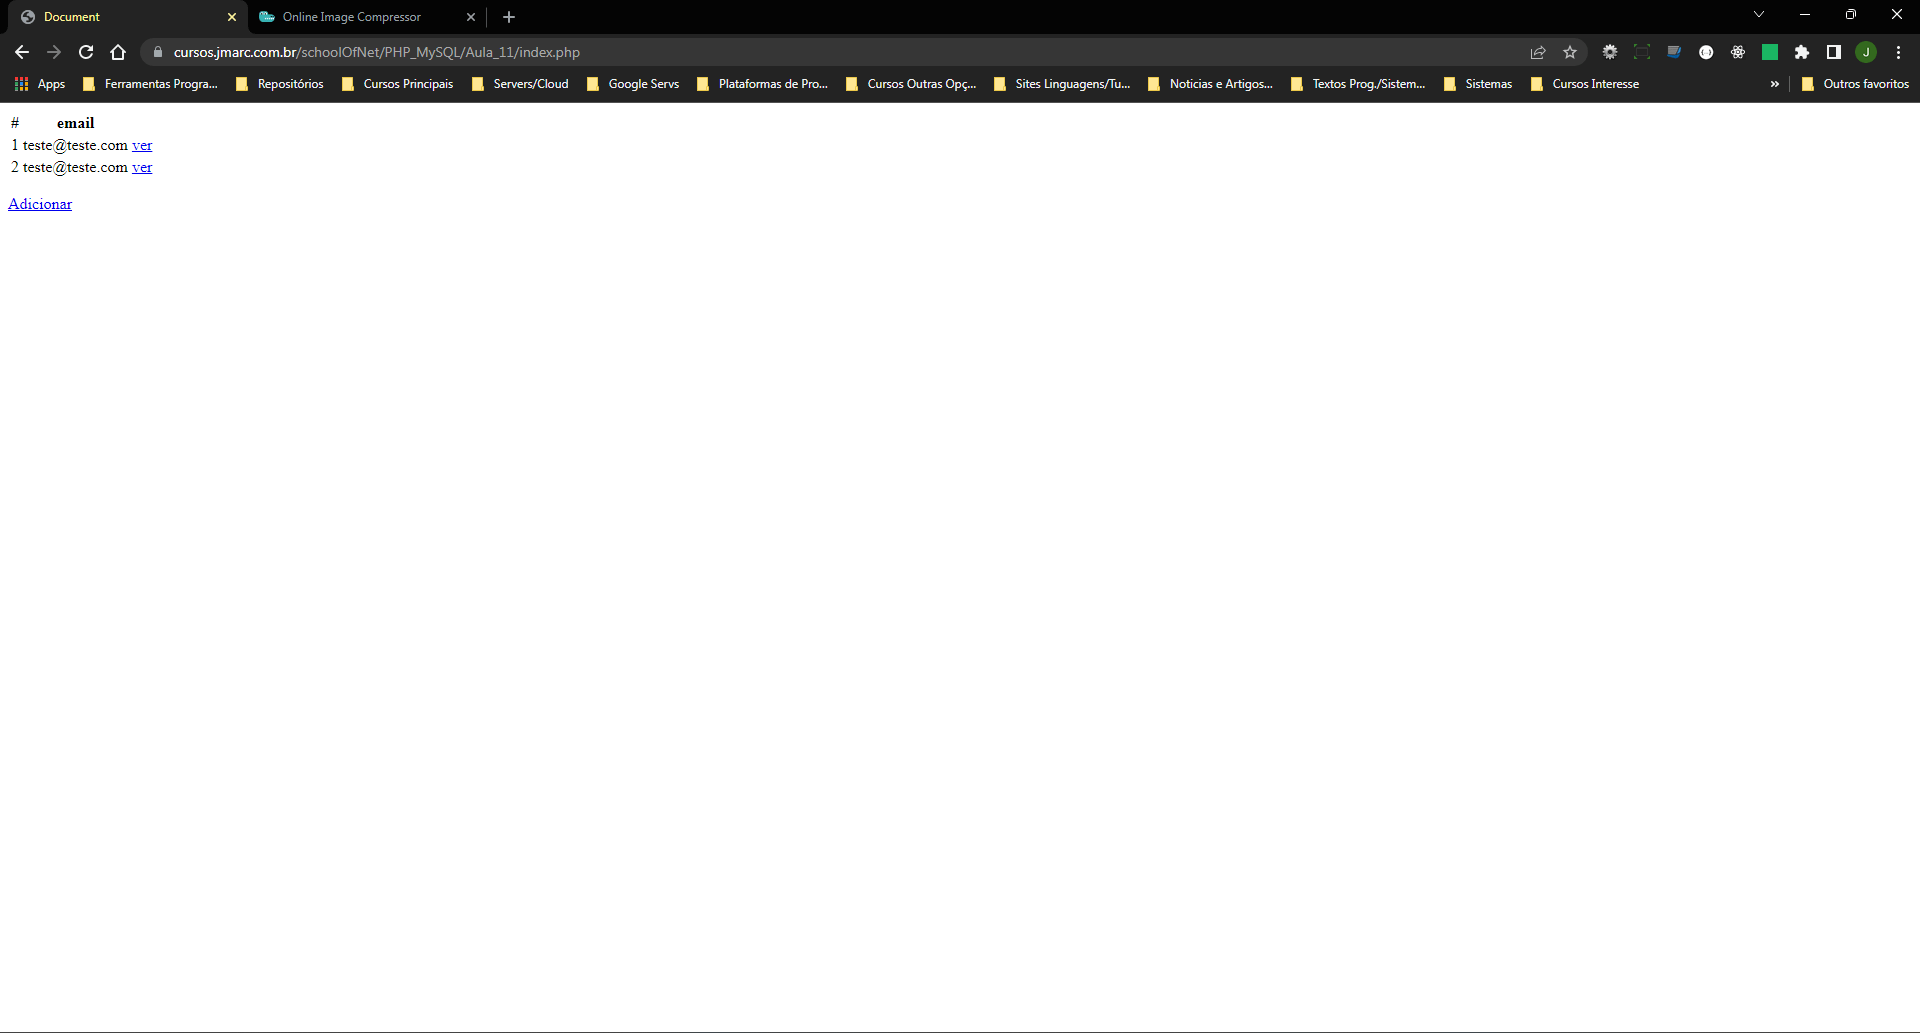 Document
Online Image Compressor
cursos.jmarc.com.br/schoolOfNet/PHP_MySQL/Aula_11/index.php
J
Apps Ferramentas Progra... Repositórios Cursos Principais Servers/Cloud Google Servs Plataformas de Pro... Cursos Outras Opç... Sites Linguagens/Tu... Noticias e Artigos... Textos Prog./Sistem... Sistemas Cursos Interesse » Outros favoritos
# email
1 teste@teste.com ver
2 teste@teste.com ver
Adicionar